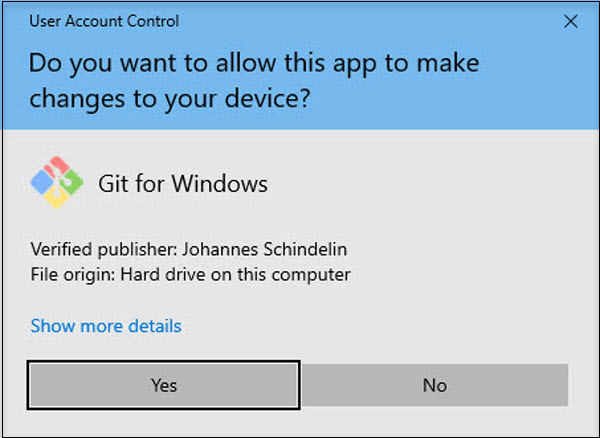 User Account Control
Do you want to allow this app to make
changes to your device?
Git for Windows
Verified publisher: Johannes Schindelin
File origin: Hard drive on this computer
Show more details
Yes
No